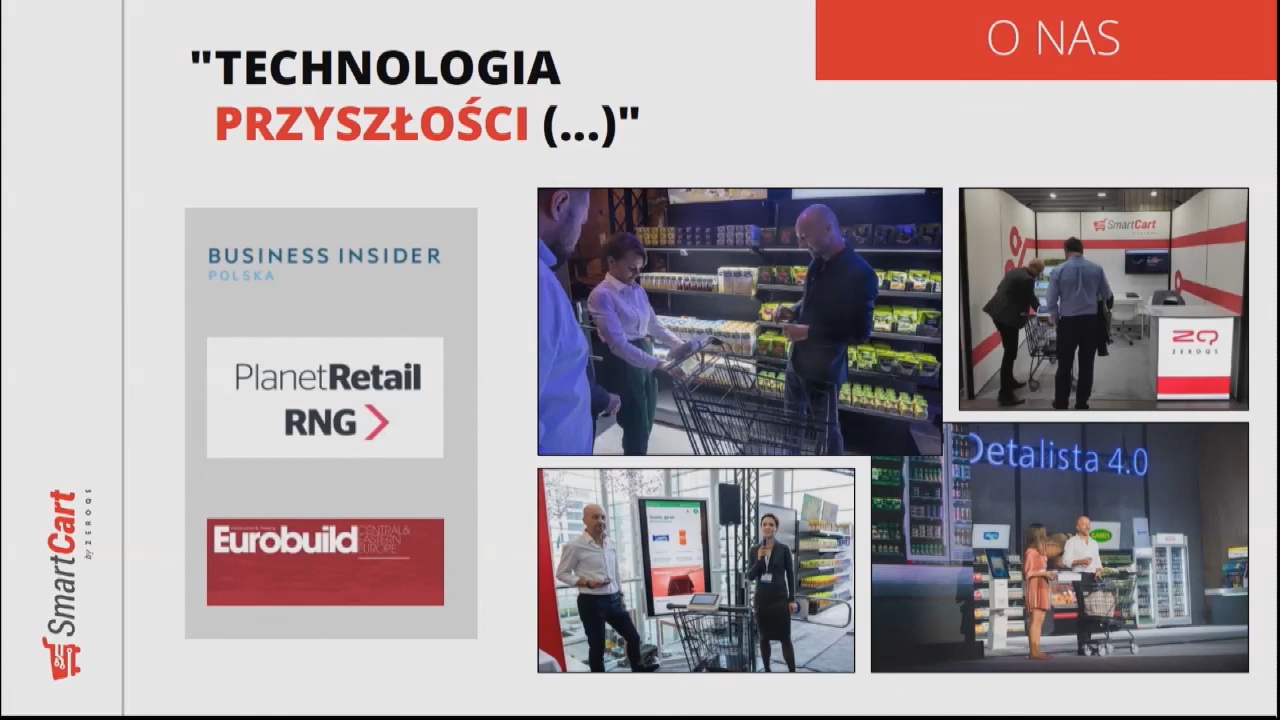 O NAS
"TECHNOLOGIA
PRZYSZŁOŚCI (...)"
BUSINESS INSIDER
POLSKA
PlanetRetail
RNG
Eurobuild
CENTRAL&
EASTERN
EUROPE
SmartCart
by ZEROQS
SmartCart
ZQ
ZEROQS
Detalista 4.0